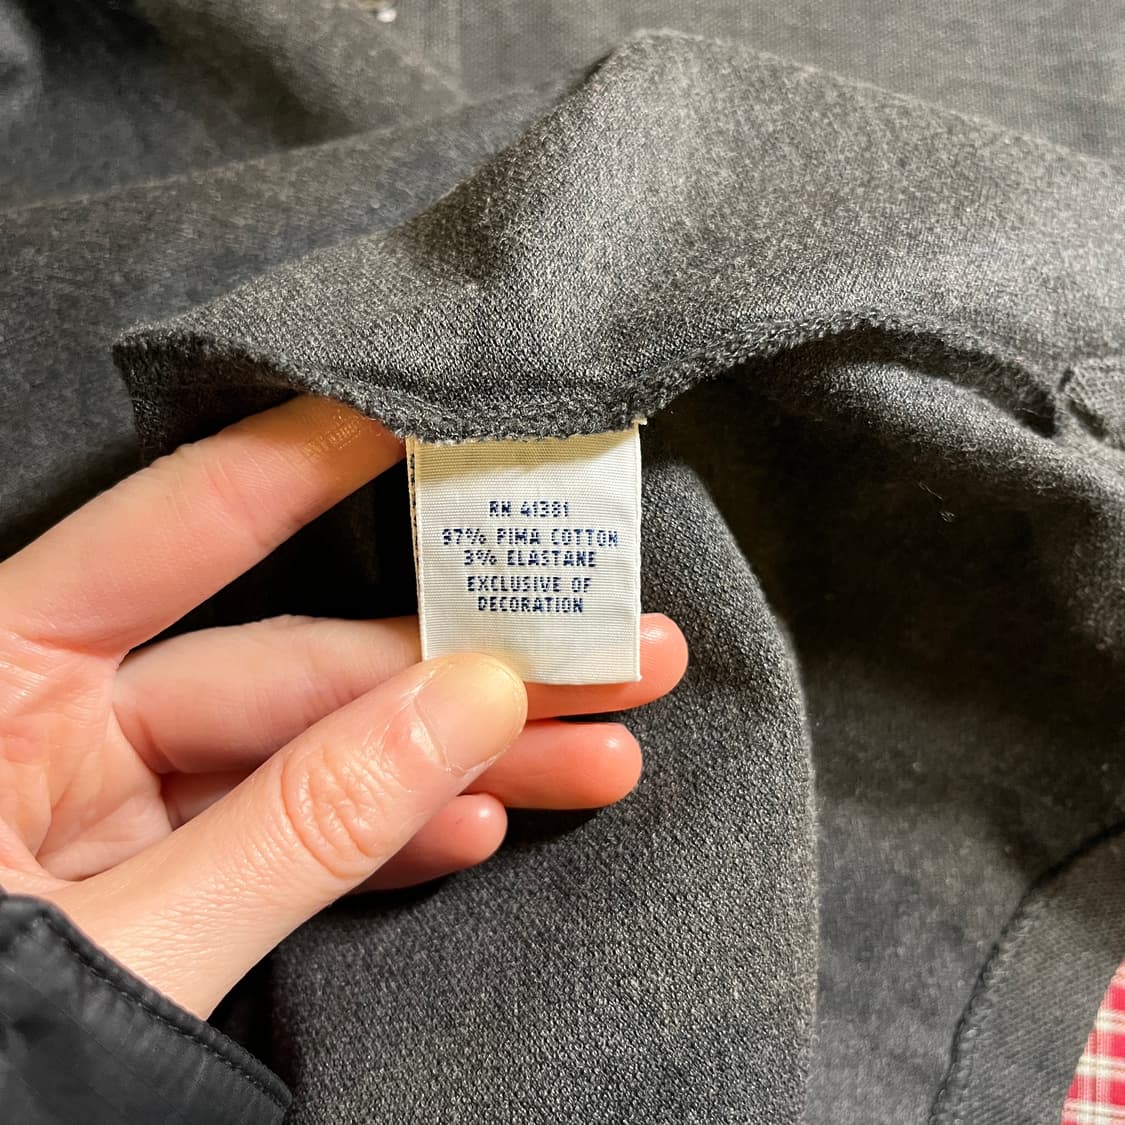 RN 41381
97% PIMA COTTON
3% ELASTANE
EXCLUSIVE OF
DECORATION